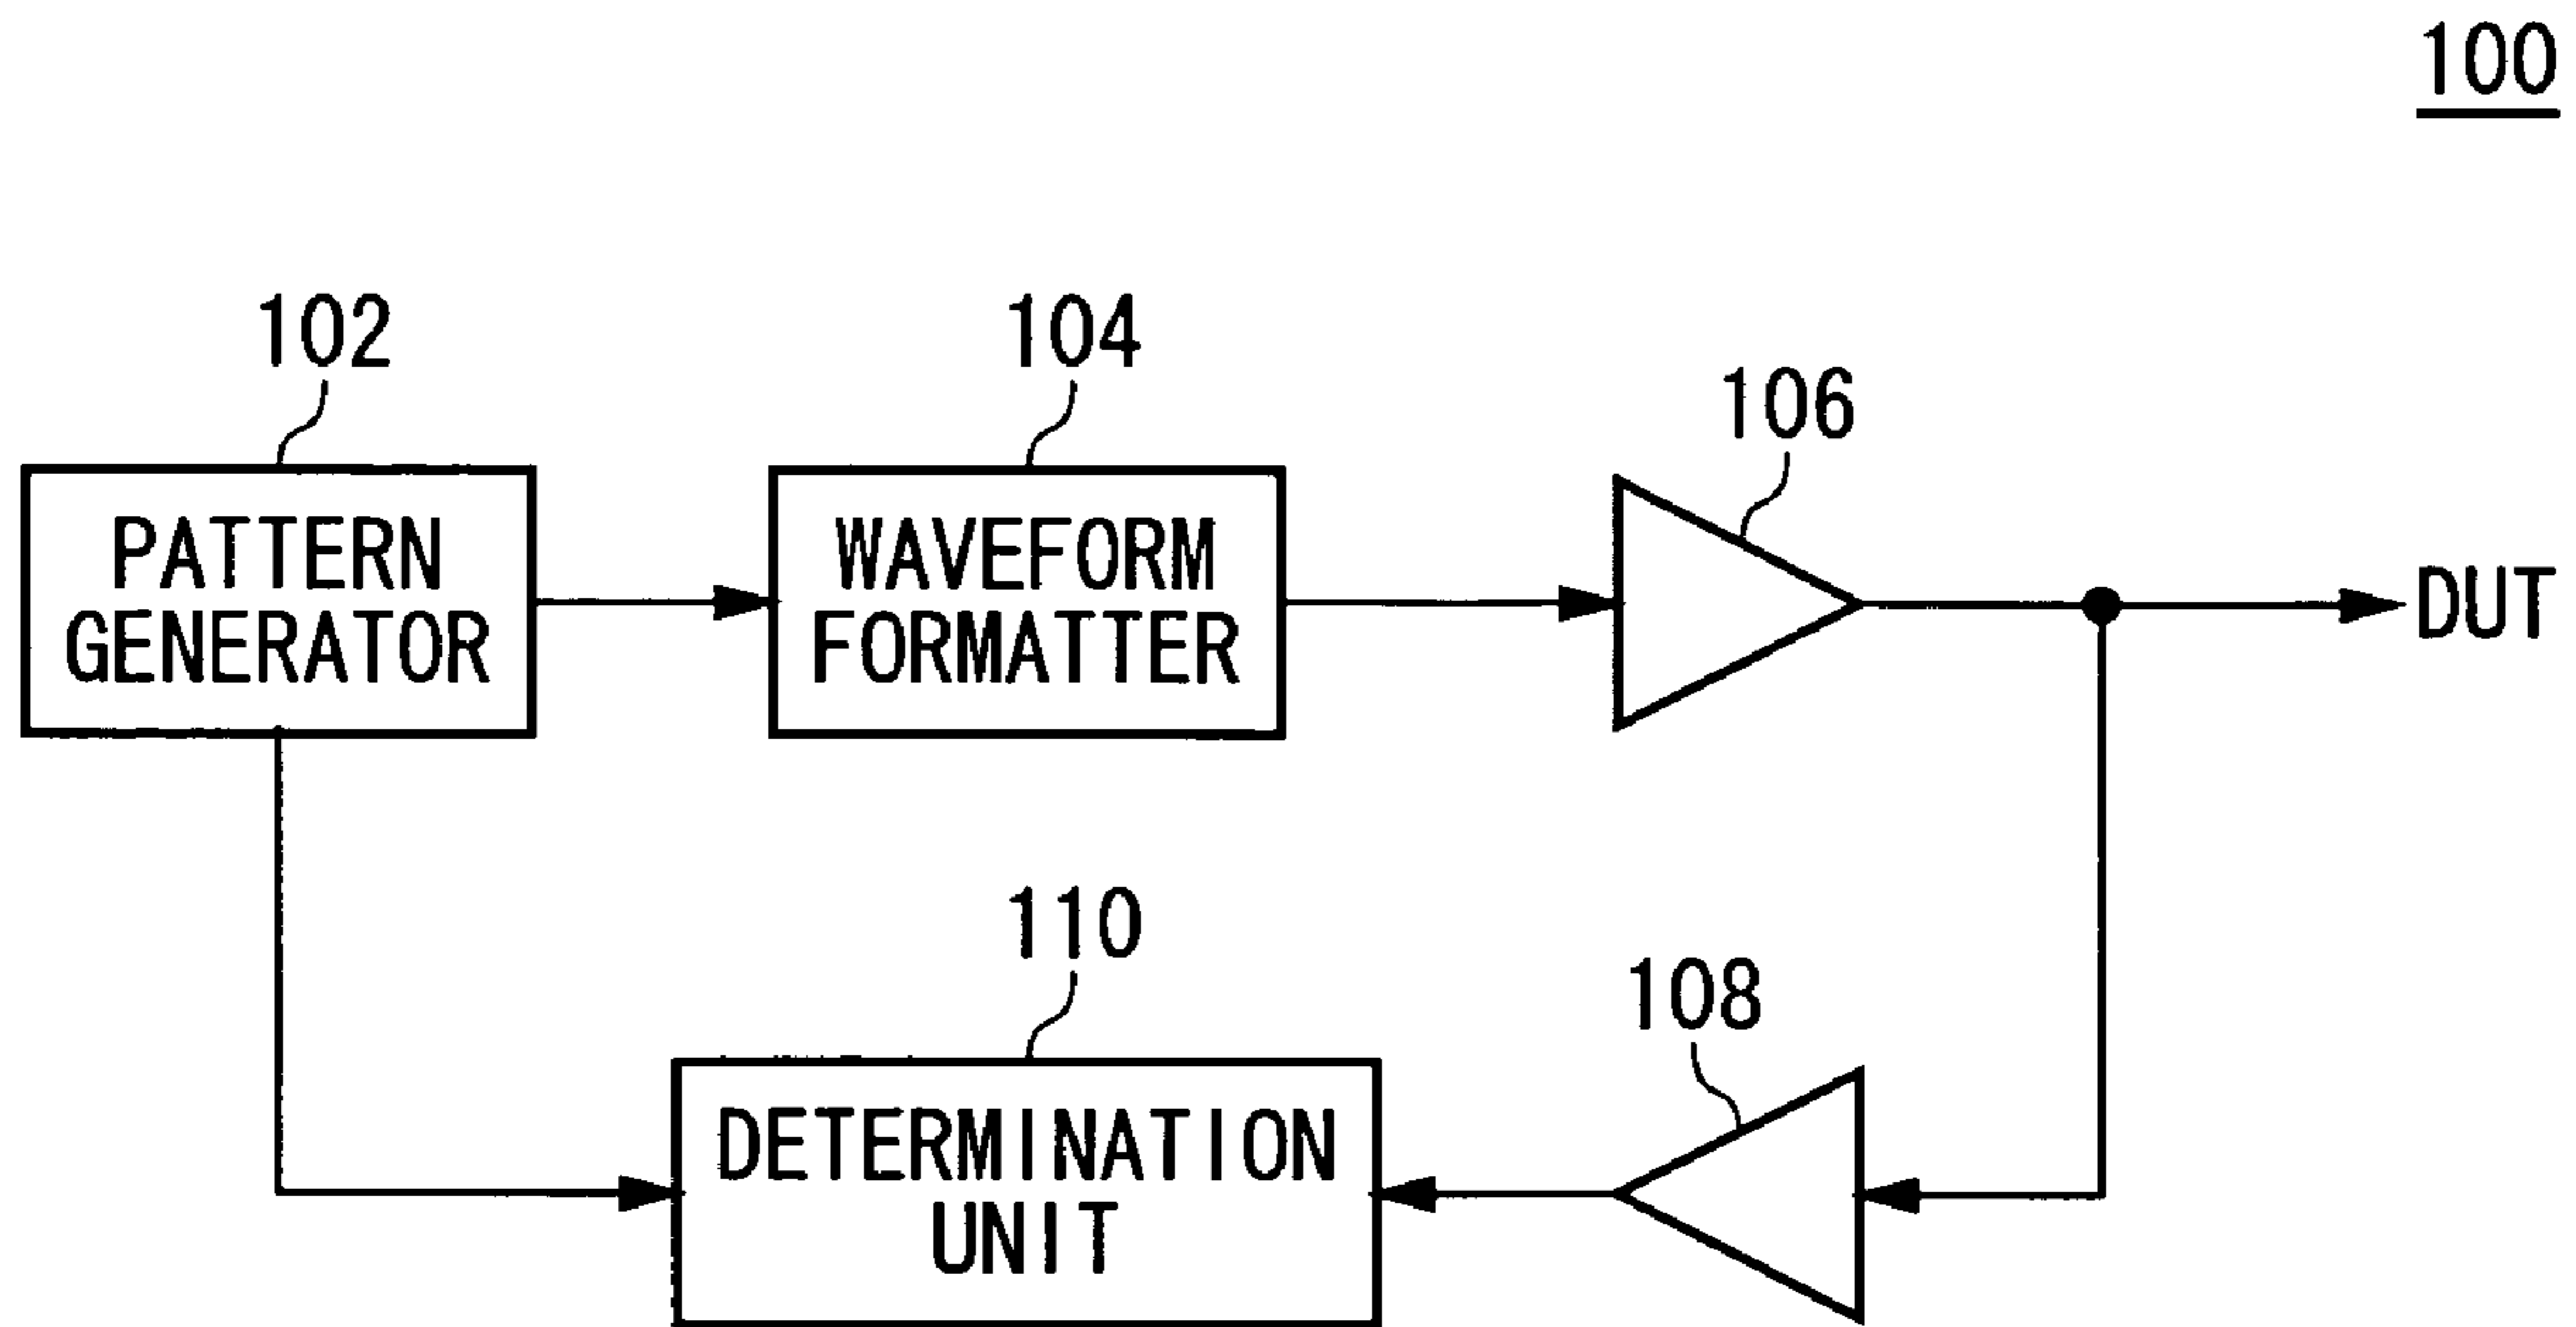 100
102
104
106
PATTERN
GENERATOR
WAVEFORM
FORMATTER
DUT
110
108
DETERMINATION
UNIT